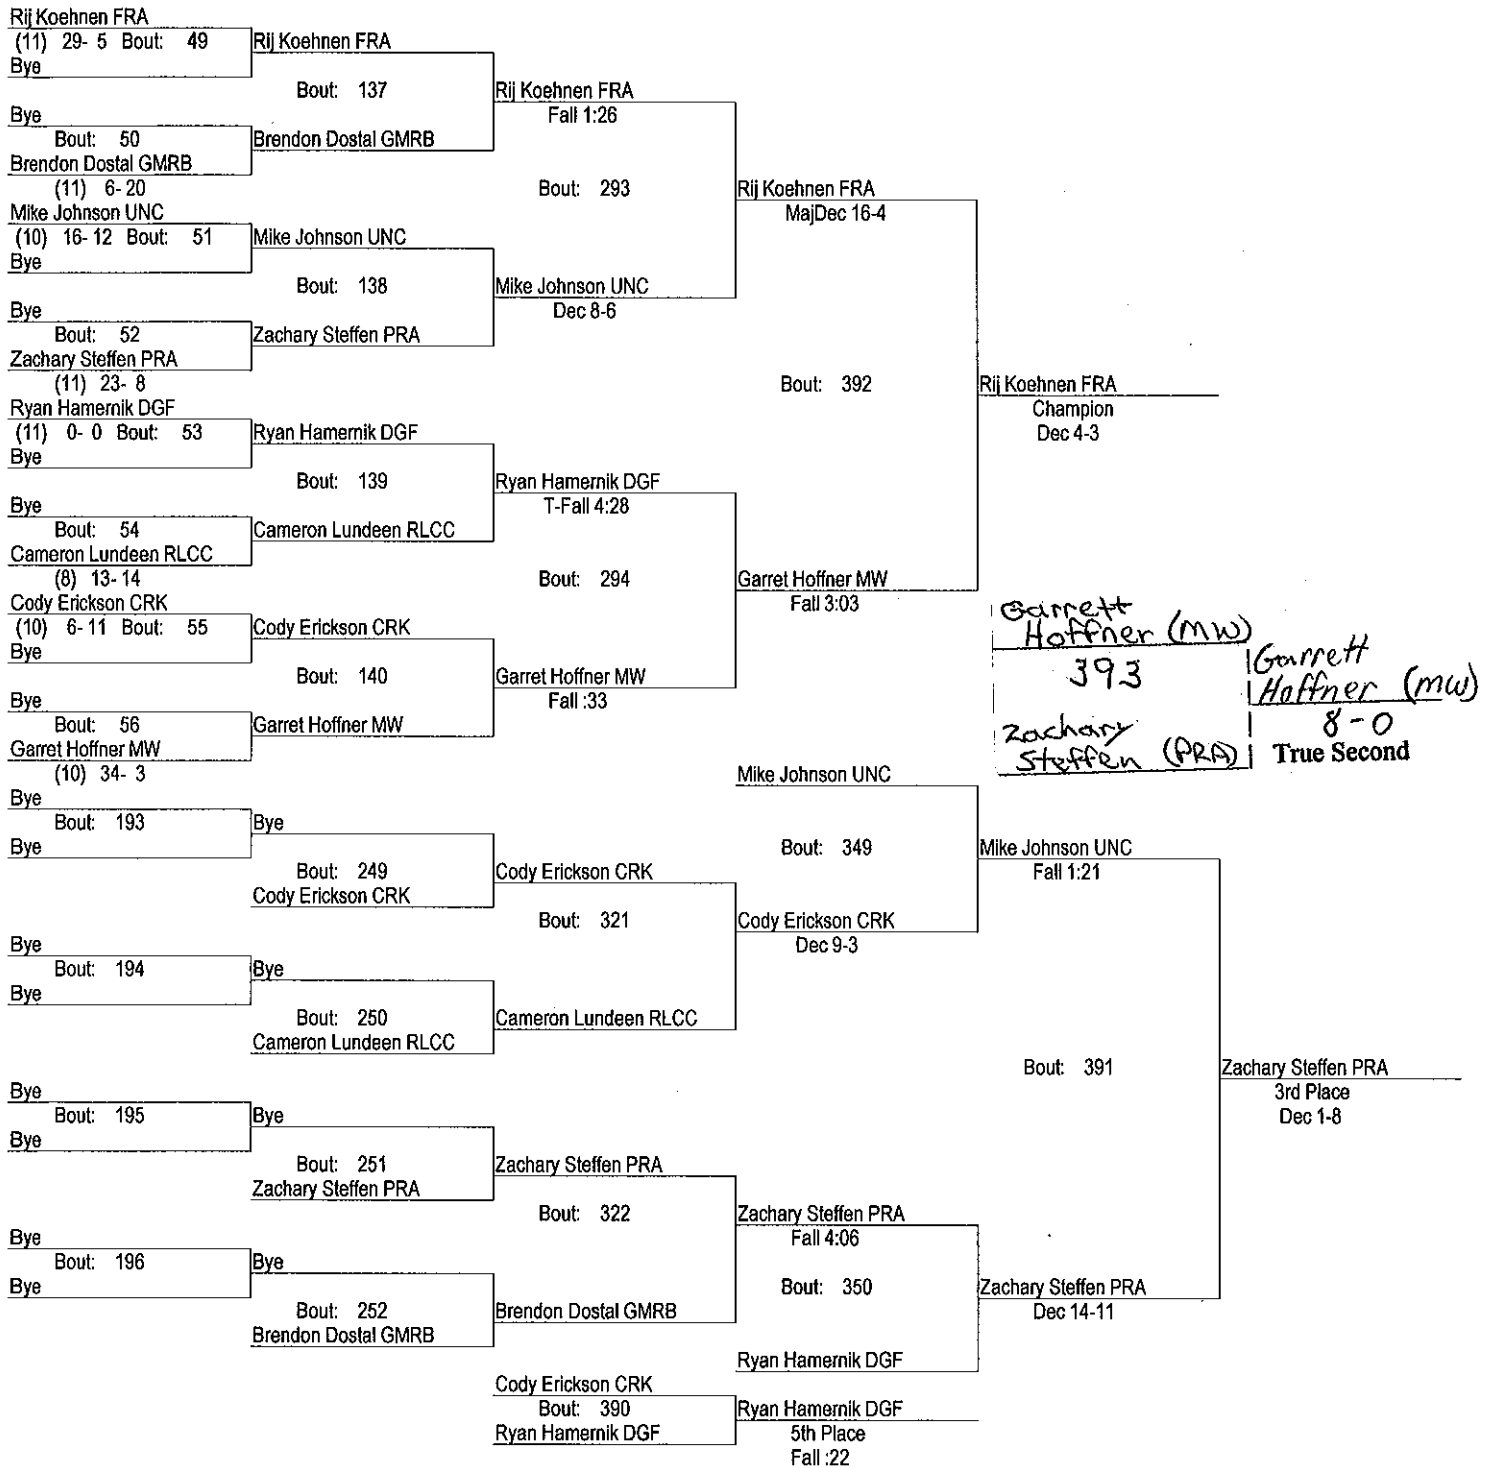 Rij Koehnen FRA
(11) 29- 5 Bout: 49
Bye
Rij Koehnen FRA
Bout: 137
Bye
Bout: 50
Brendon Dostal GMRB
(11) 6- 20
Brendon Dostal GMRB
Rij Koehnen FRA
Fall 1:26
Bout: 293
Mike Johnson UNC
(10) 16- 12 Bout: 51
Bye
Mike Johnson UNC
Bout: 138
Bye
Bout: 52
Zachary Steffen PRA
(11) 23- 8
Zachary Steffen PRA
Mike Johnson UNC
Dec 8-6
Rij Koehnen FRA
MajDec 16-4
Bout: 392
Ryan Hamernik DGF
(11) 0- 0 Bout: 53
Bye
Ryan Hamernik DGF
Bout: 139
Bye
Bout: 54
Cameron Lundeen RLCC
(8) 13- 14
Cameron Lundeen RLCC
Ryan Hamernik DGF
T-Fall 4:28
Bout: 294
Cody Erickson CRK
(10) 6- 11 Bout: 55
Bye
Cody Erickson CRK
Bout: 140
Bye
Bout: 56
Garret Hoffner MW
(10) 34- 3
Garret Hoffner MW
Garret Hoffner MW
Fall :33
Garret Hoffner MW
Fall 3:03
Rij Koehnen FRA
Champion
Dec 4-3
Garrett
Hoffner (MW)
393
Zachary
Steffen (PRA)
Garrett
Hoffner (MW)
8-0
True Second
Bye
Bout: 193
Bye
Bye
Bout: 249
Cody Erickson CRK
Cody Erickson CRK
Bout: 321
Bye
Bout: 194
Bye
Bye
Bout: 250
Cameron Lundeen RLCC
Cameron Lundeen RLCC
Mike Johnson UNC
Bout: 349
Cody Erickson CRK
Dec 9-3
Mike Johnson UNC
Fall 1:21
Bout: 391
Bye
Bout: 195
Bye
Bye
Bout: 251
Zachary Steffen PRA
Zachary Steffen PRA
Bout: 322
Bye
Bout: 196
Bye
Bye
Bout: 252
Brendon Dostal GMRB
Brendon Dostal GMRB
Zachary Steffen PRA
Fall 4:06
Bout: 350
Ryan Hamernik DGF
Zachary Steffen PRA
Dec 14-11
Zachary Steffen PRA
3rd Place
Dec 1-8
Cody Erickson CRK
Bout: 390
Ryan Hamernik DGF
Ryan Hamernik DGF
5th Place
Fall :22